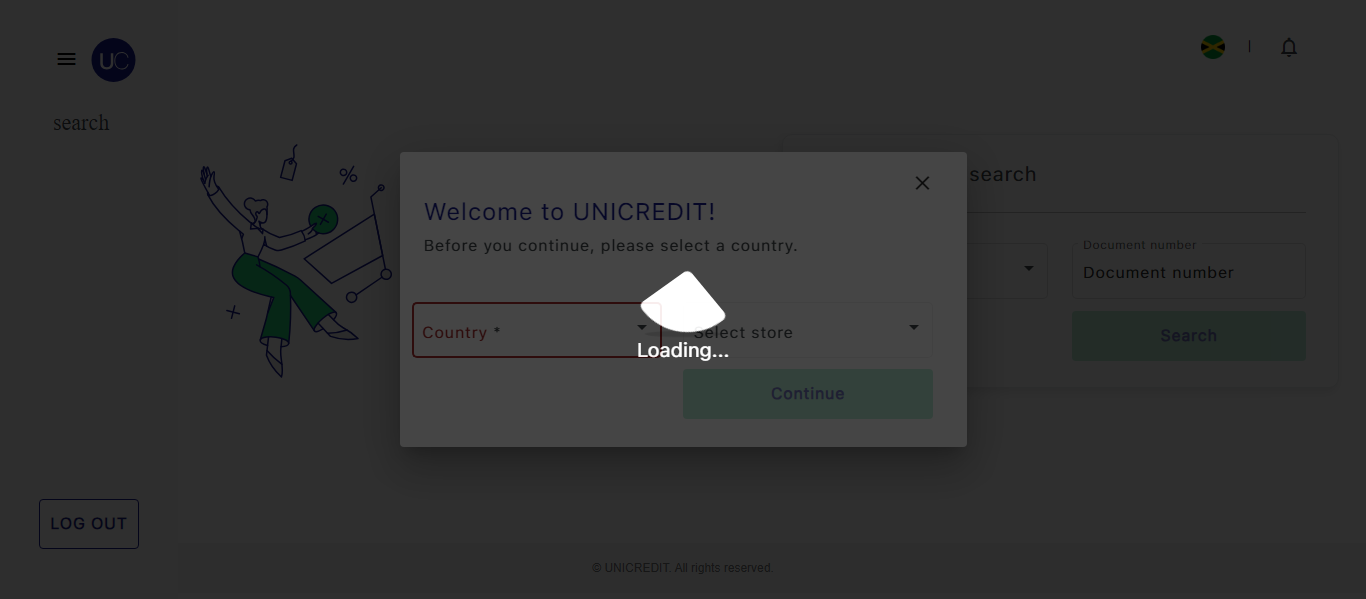 UC
search
%
search
Welcome to UNICREDIT!
Before you continue, please select a country.
Document number
Document number
Country *
Select store
Search
Loading...
Continue
LOG OUT
© UNICREDIT. All rights reserved.